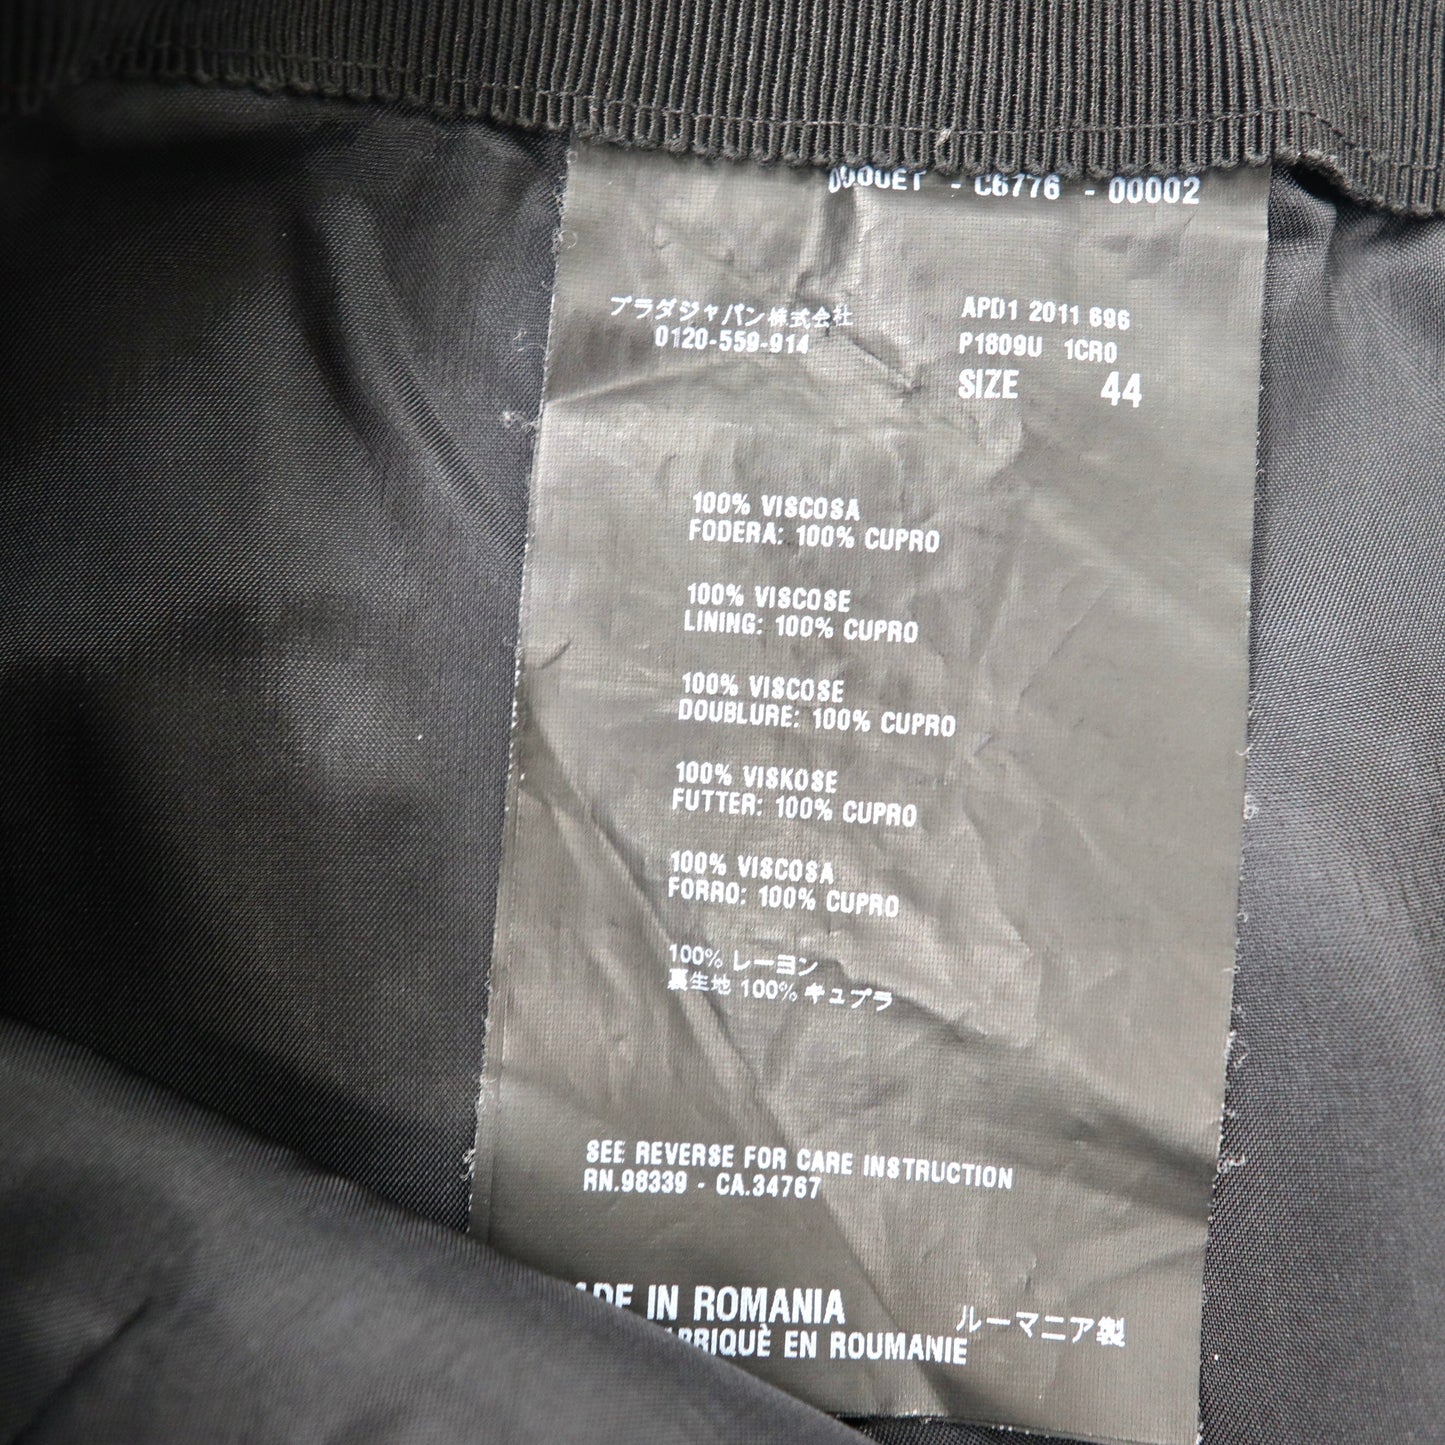 - C6776 - 00002
プラダジャパン株式会社
0120-559-914
APD1 2011 696
P1809U 1CR0
SIZE 44
100% VISCOSA
FODERA: 100% CUPRO
100% VISCOSE
LINING: 100% CUPRO
100% VISCOSE
DOUBLURE: 100% CUPRO
100% VISKOSE
FUTTER: 100% CUPRO
100% VISCOSA
FORRO: 100% CUPRO
100% レーヨン
裏生地 100% キュプラ
SEE REVERSE FOR CARE INSTRUCTION
RN.98339 - CA.34767
IN ROMANIA
EN ROUMANIE
ルーマニア製